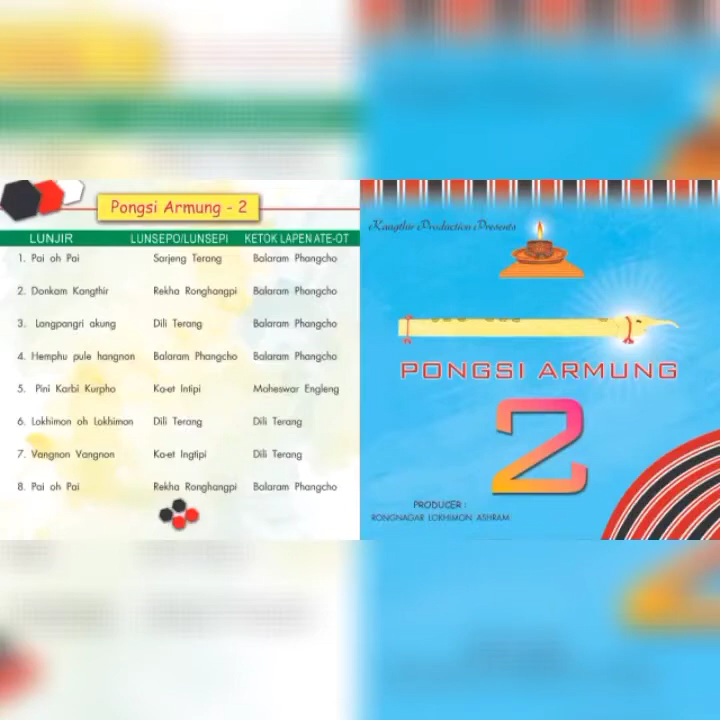 Pongsi Armung - 2
LUNJIR LUNSEPO/LUNSEPI KETOK LAPEN ATE-OT
1. Pai oh Pai Sarjeng Terang Balaram Phangcho
2. Donkam Kangthir Rekha Ronghangpi Balaram Phangcho
3. Langpangri akung Dili Terang Balaram Phangcho
4. Hemphu pule hangnon Balaram Phangcho Balaram Phangcho
5. Pini Karbi Kurpho Ka-et Intipi Maheswar Engleng
6. Lokhimon oh Lokhimon Dili Terang Dili Terang
7. Vangnon Vangnon Ka-et Ingtipi Dili Terang
8. Pai oh Pai Rekha Ronghangpi Balaram Phangcho
Kangthir Production Presents
PONGSI ARMUNG
2
PRODUCER :
RONGNAGAR LOKHIMON ASHRAM